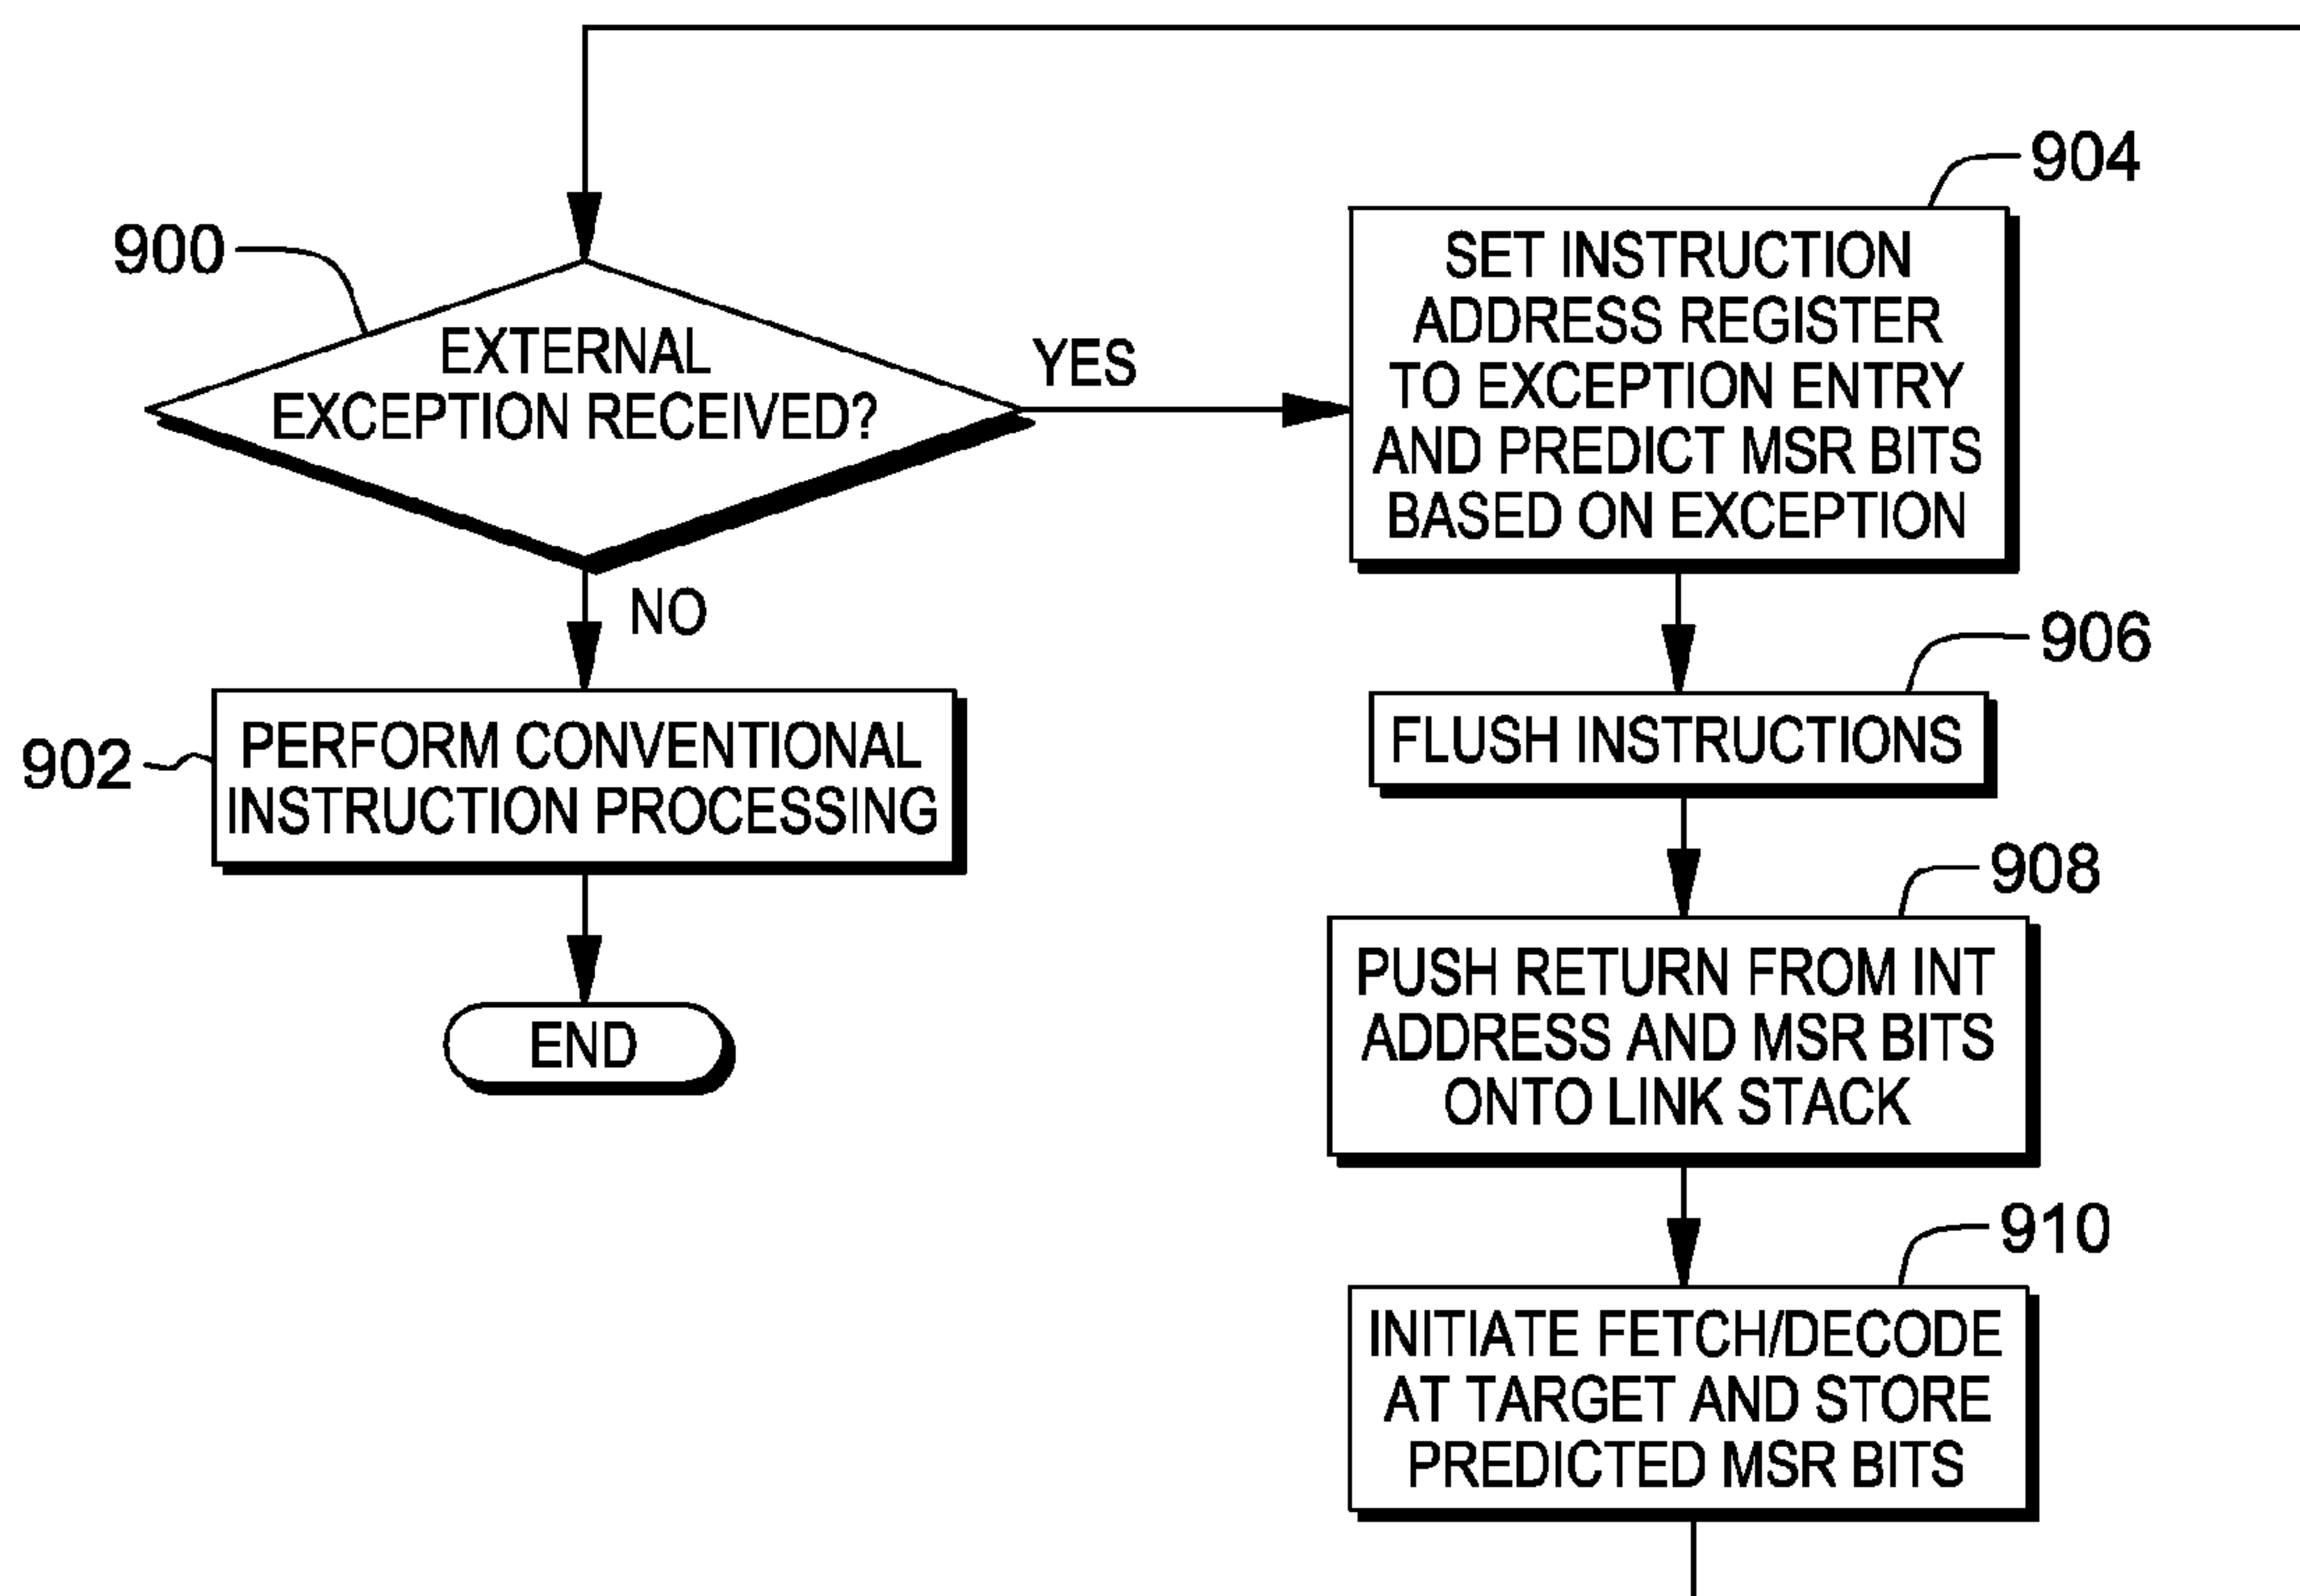 900
EXTERNAL
EXCEPTION RECEIVED?
YES
NO
902
PERFORM CONVENTIONAL
INSTRUCTION PROCESSING
END
904
SET INSTRUCTION
ADDRESS REGISTER
TO EXCEPTION ENTRY
AND PREDICT MSR BITS
BASED ON EXCEPTION
906
FLUSH INSTRUCTIONS
908
PUSH RETURN FROM INT
ADDRESS AND MSR BITS
ONTO LINK STACK
910
INITIATE FETCH/DECODE
AT TARGET AND STORE
PREDICTED MSR BITS